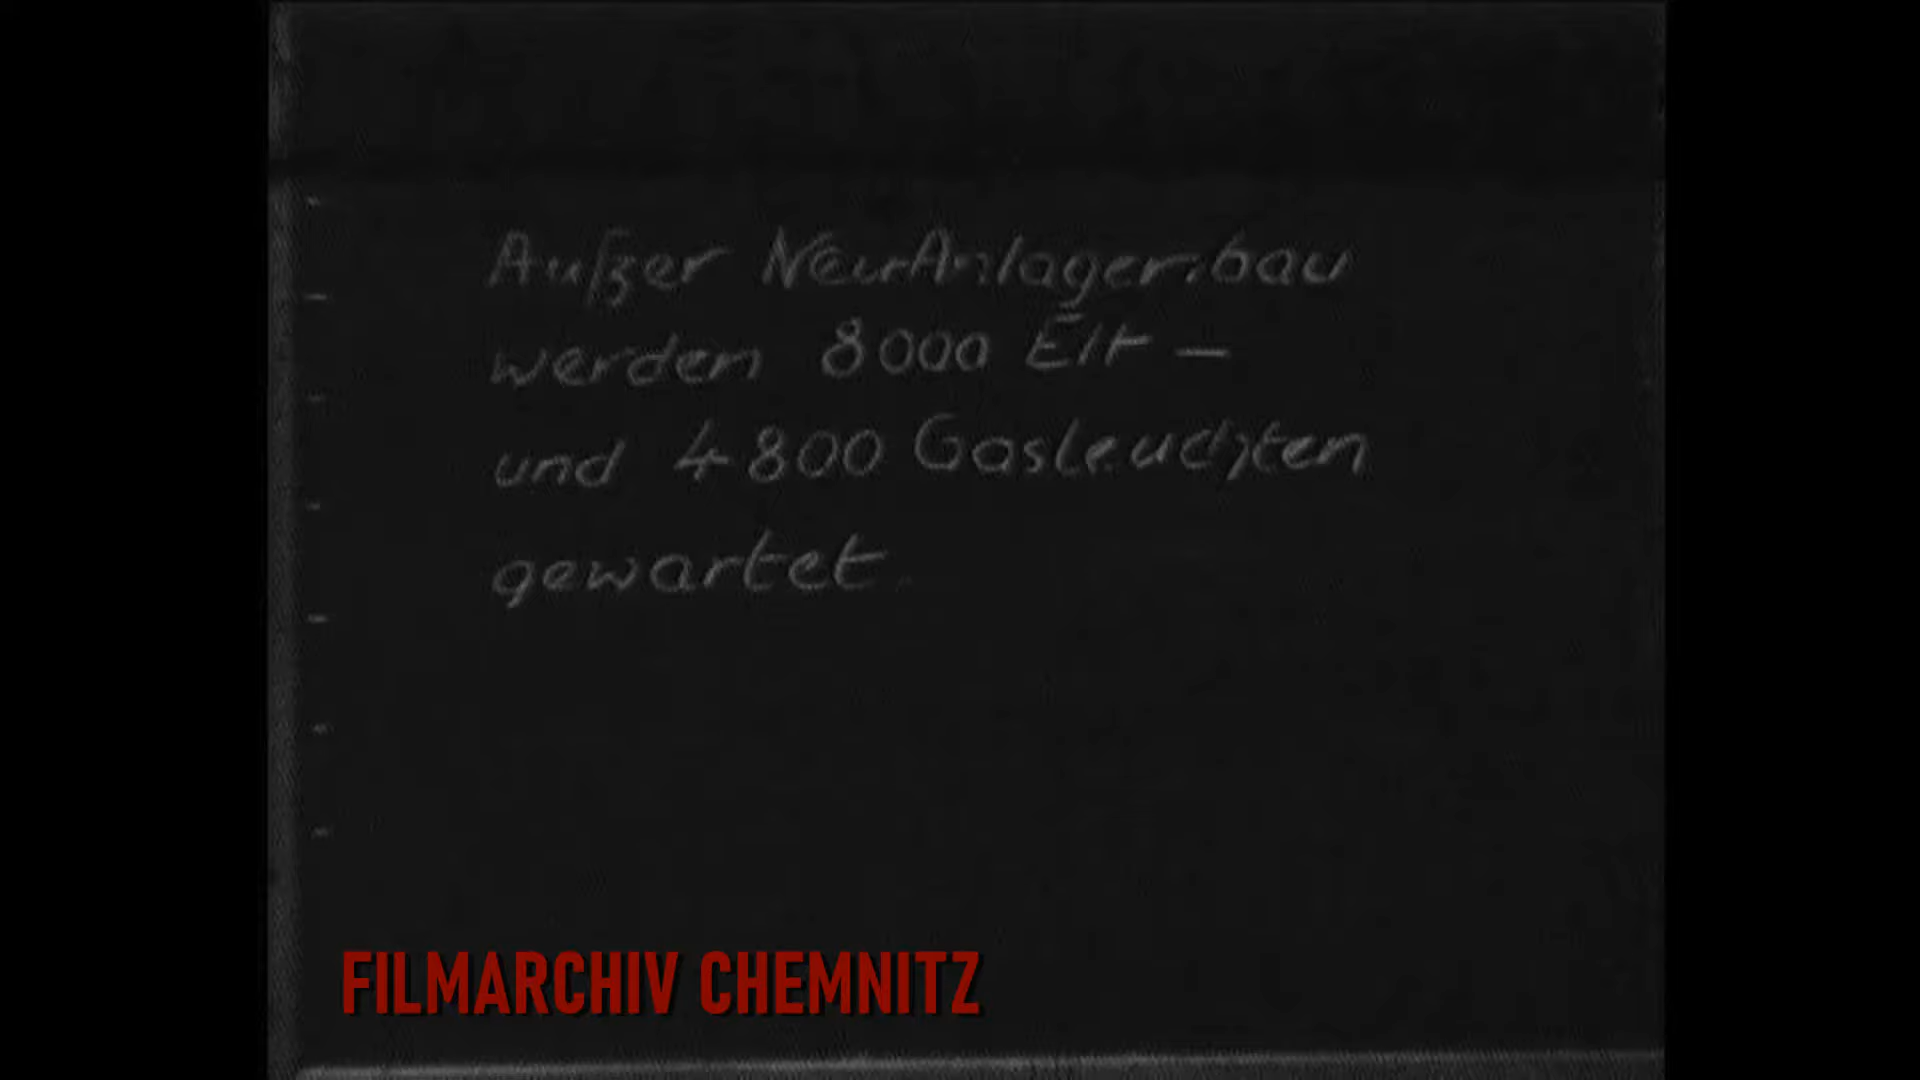 Außer NeuAnlagenbau
werden 8000 Elt –
und 4800 Gasleuchten
gewartet.
FILMARCHIV CHEMNITZ